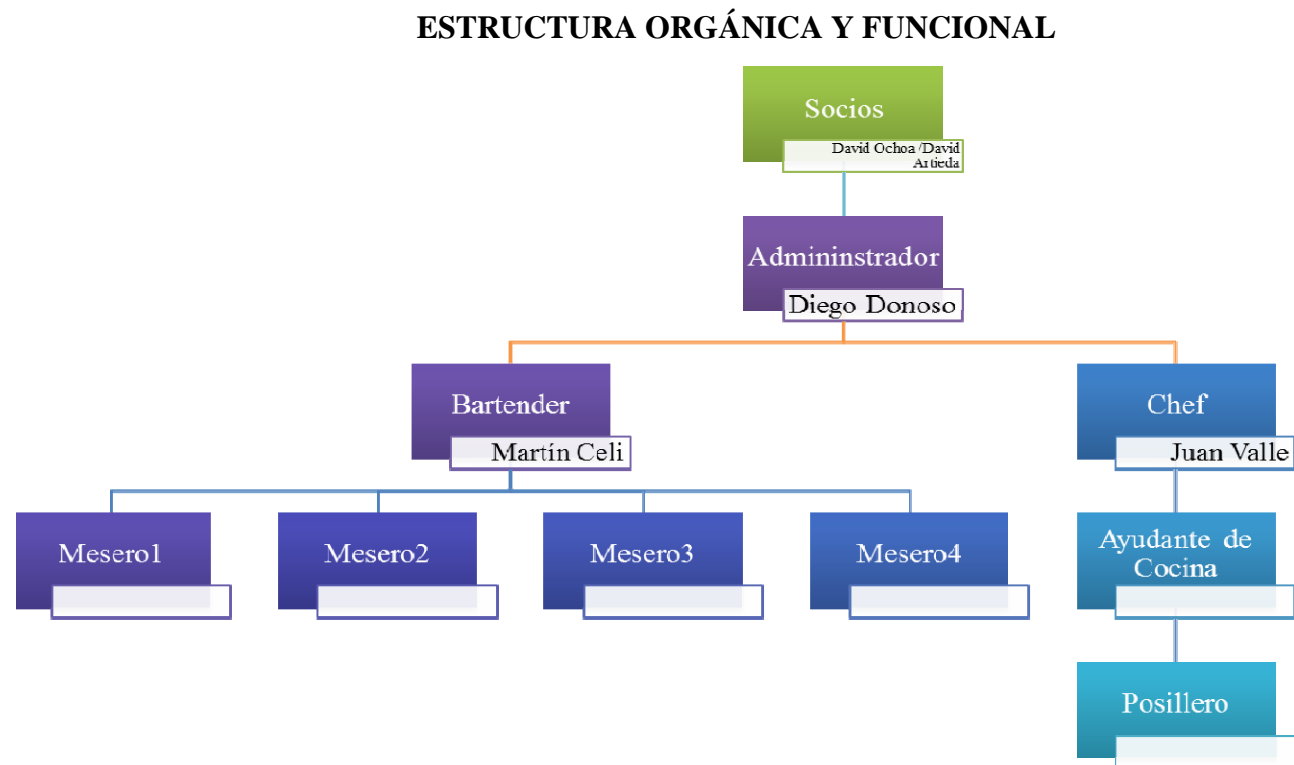 ESTRUCTURA ORGÁNICA Y FUNCIONAL
Socios
David Ochoa /David
Artieda
Admininstrador
Diego Donoso
Bartender
Martín Celi
Chef
Juan Valle
Mesero1
Mesero2
Mesero3
Mesero4
Ayudante de
Cocina
Posillero